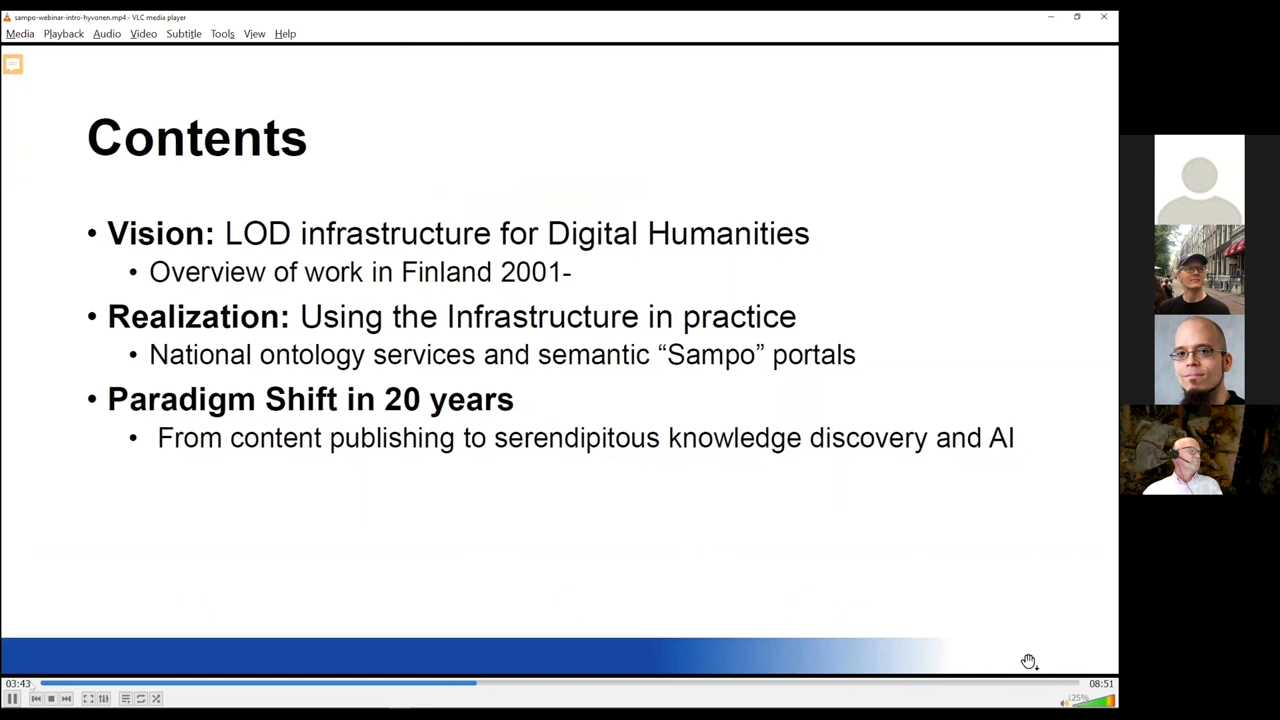 sampo-webinar-intro-hyvonen.mp4 - VLC media player
Media Playback Audio Video Subtitle Tools View Help
Contents
• Vision: LOD infrastructure for Digital Humanities
• Overview of work in Finland 2001-
• Realization: Using the Infrastructure in practice
• National ontology services and semantic “Sampo” portals
• Paradigm Shift in 20 years
• From content publishing to serendipitous knowledge discovery and AI
03:43
08:51
25%